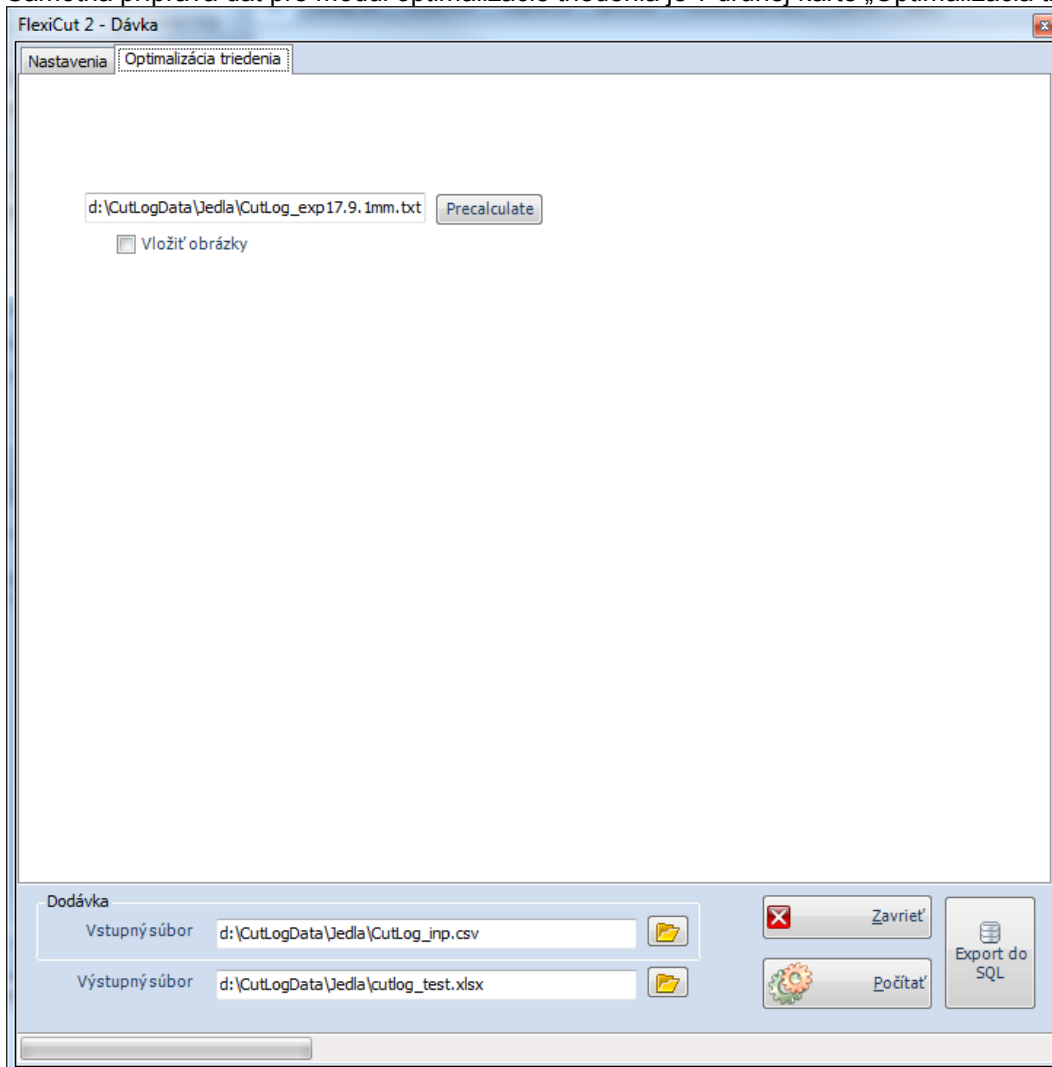 FlexiCut 2 - Dávka
Nastavenia Optimalizácia triedenia
d:\CutLogData\Jedla\CutLog_exp17.9.1mm.txt Precalculate
Vložiť obrázky
Dodávka
Vstupný súbor d:\CutLogData\Jedla\CutLog_inp.csv
Výstupný súbor d:\CutLogData\Jedla\cutlog_test.xlsx
Zavrieť
Počítať
Export do
SQL